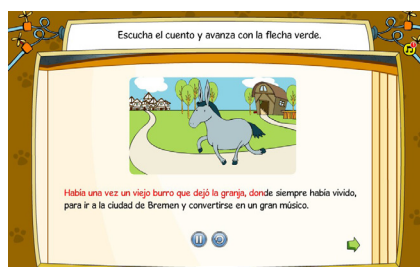 Escucha el cuento y avanza con la flecha verde.
Había una vez un viejo burro que dejó la granja, donde siempre había vivido,
para ir a la ciudad de Bremen y convertirse en un gran músico.